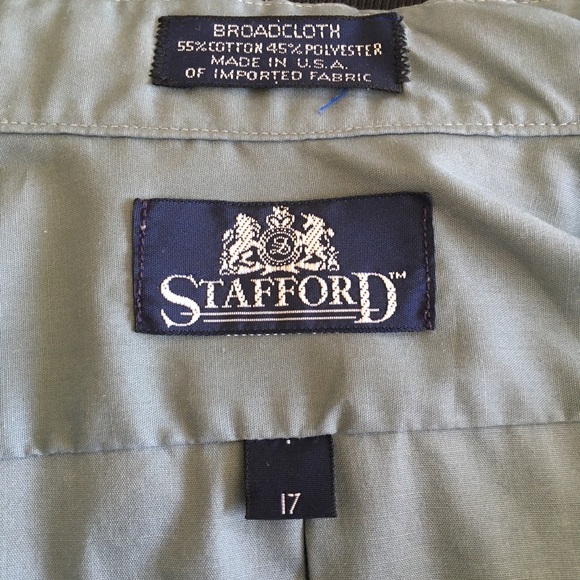 BROADCLOTH
55% COTTON 45% POLYESTER
MADE IN U.S.A.
OF IMPORTED FABRIC
STAFFORD™
17